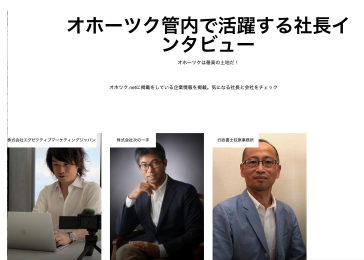 オホーツク管内で活躍する社長イ
ンタビュー
オホーツクは最高の土地だ！
オホーツク.netに掲載をしている企業情報を掲載。気になる社長と会社をチェック
株式会社エグゼクティブマーケティングジャパン
株式会社次の一手
行政書士萩原事務所